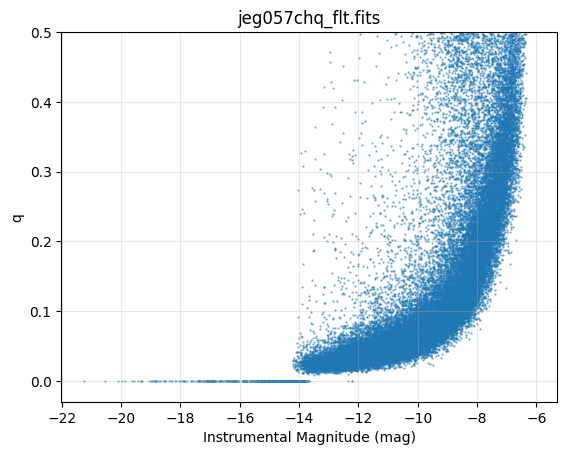 jeg057chq_flt.fits
0.5
0.4
0.3
0.2
0.1
0.0
q
−22 −20 −18 −16 −14 −12 −10 −8 −6
Instrumental Magnitude (mag)